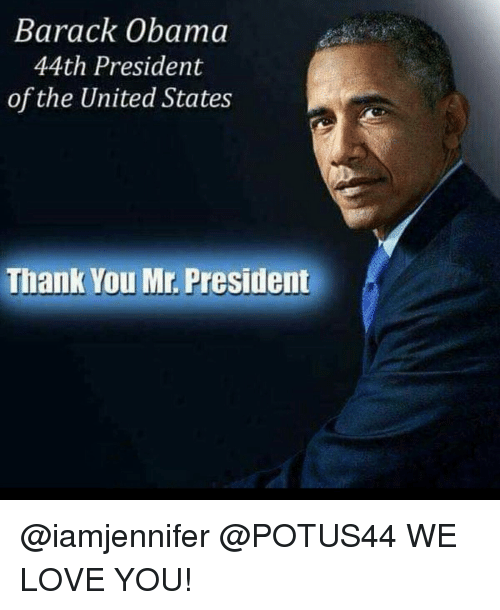 Barack Obama
44th President
of the United States
Thank You Mr. President
@iamjennifer @POTUS44 WE
LOVE YOU!